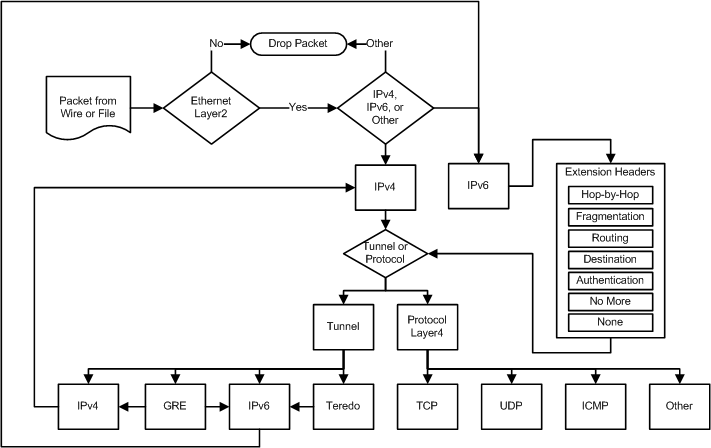 No
Drop Packet
Other
Packet from
Wire or File
Ethernet
Layer2
Yes
IPv4,
IPv6, or
Other
IPv4
IPv6
Extension Headers
Hop-by-Hop
Fragmentation
Routing
Destination
Authentication
No More
None
Tunnel or
Protocol
Tunnel
Protocol
Layer4
IPv4
GRE
IPv6
Teredo
TCP
UDP
ICMP
Other